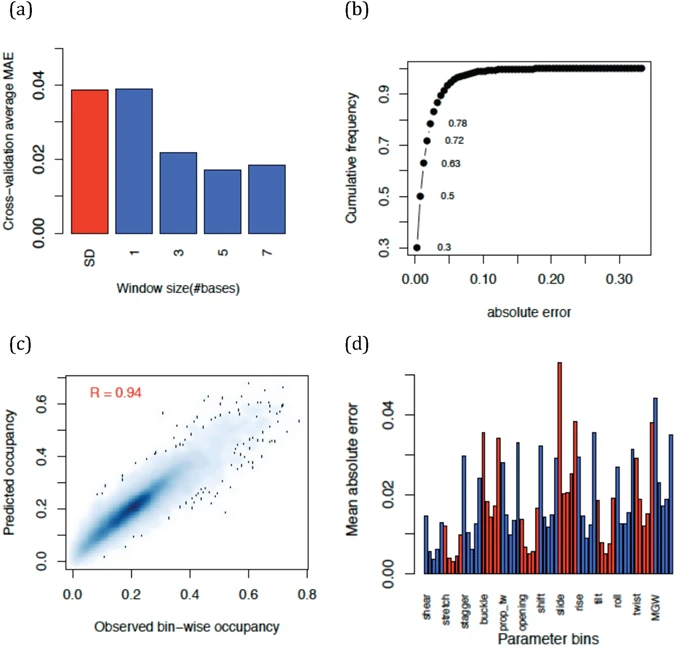 (a)
Cross-validation average MAE
0.04
0.02
0.00
SD
1
3
5
7
Window size(#bases)
(b)
Cumulative frequency
0.9
0.7
0.5
0.3
0.78
0.72
0.63
0.5
0.3
0.00
0.10
0.20
0.30
absolute error
(c)
Predicted occupancy
0.6
0.4
0.2
0.0
R = 0.94
0.0
0.2
0.4
0.6
0.8
Observed bin-wise occupancy
(d)
Mean absolute error
0.04
0.02
0.00
shear
stretch
stagger
buckle
prop_tw
opening
shift
slide
rise
tilt
roll
twist
MGW
Parameter bins